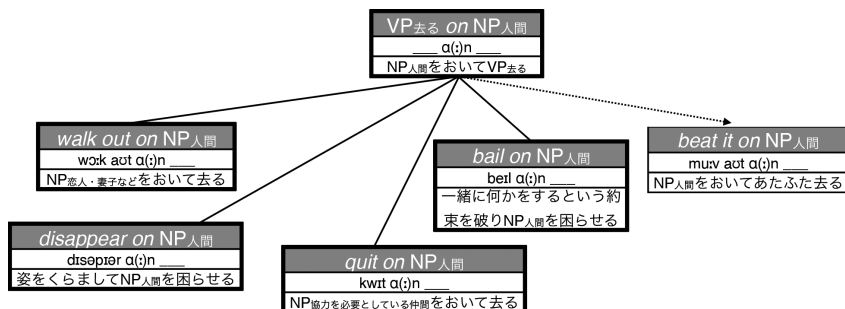 VP去る on NP人間
___ ɑ(ː)n ___
NP人間をおいてVP去る
walk out on NP人間
wɔːk aʊt ɑ(ː)n ___
NP恋人・妻子などをおいて去る
bail on NP人間
beɪl ɑ(ː)n ___
一緒に何かをするという約
束を破りNP人間を困らせる
beat it on NP人間
muːv aʊt ɑ(ː)n ___
NP人間をおいてあたふた去る
disappear on NP人間
dɪsəpɪər ɑ(ː)n ___
姿をくらましてNP人間を困らせる
quit on NP人間
kwɪt ɑ(ː)n ___
NP協力を必要としている仲間をおいて去る